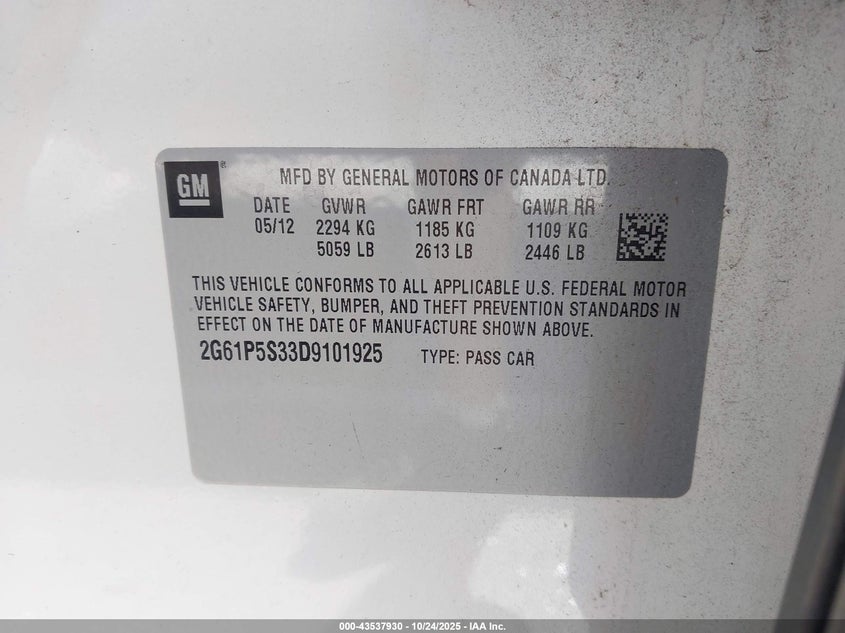 GM ®
MFD BY GENERAL MOTORS OF CANADA LTD.
DATE GVWR GAWR FRT GAWR RR
05/12 2294 KG 1185 KG 1109 KG
5059 LB 2613 LB 2446 LB
THIS VEHICLE CONFORMS TO ALL APPLICABLE U.S. FEDERAL MOTOR
VEHICLE SAFETY, BUMPER, AND THEFT PREVENTION STANDARDS IN
EFFECT ON THE DATE OF MANUFACTURE SHOWN ABOVE.
2G61P5S33D9101925 TYPE: PASS CAR
000-43537930 - 10/24/2025 - IAA Inc.